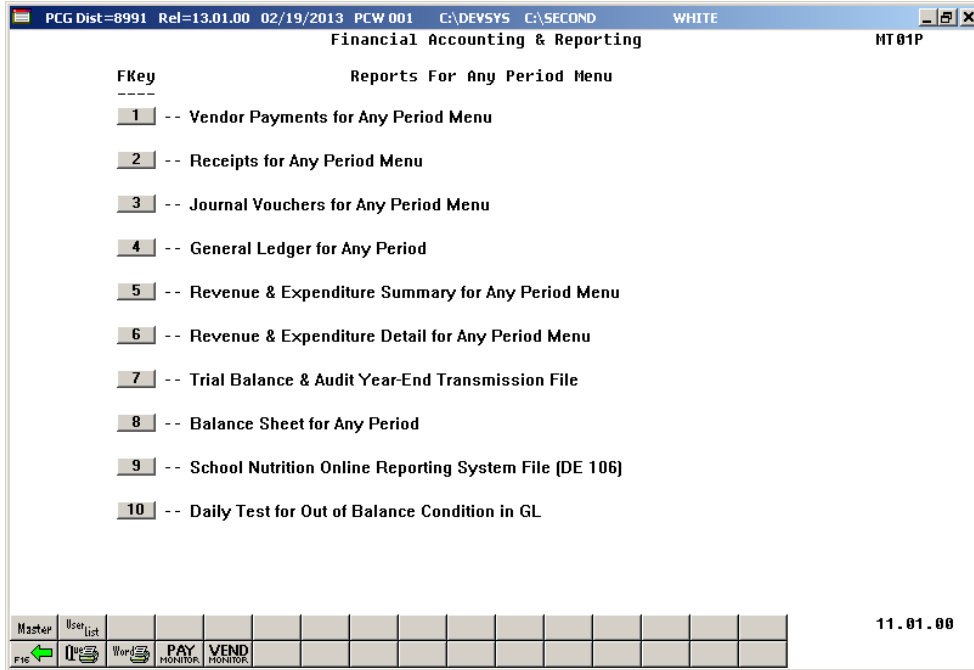 PCG Dist=8991 Rel=13.01.00 02/19/2013 PCW 001 C:\DEVSYS C:\SECOND WHITE
Financial Accounting & Reporting MT01P
FKey Reports For Any Period Menu
----
1 -- Vendor Payments for Any Period Menu
2 -- Receipts for Any Period Menu
3 -- Journal Vouchers for Any Period Menu
4 -- General Ledger for Any Period
5 -- Revenue & Expenditure Summary for Any Period Menu
6 -- Revenue & Expenditure Detail for Any Period Menu
7 -- Trial Balance & Audit Year-End Transmission File
8 -- Balance Sheet for Any Period
9 -- School Nutrition Online Reporting System File (DE 106)
10 -- Daily Test for Out of Balance Condition in GL
Master User List 11.01.00
F16 Que Word PAY MONITOR VEND MONITOR